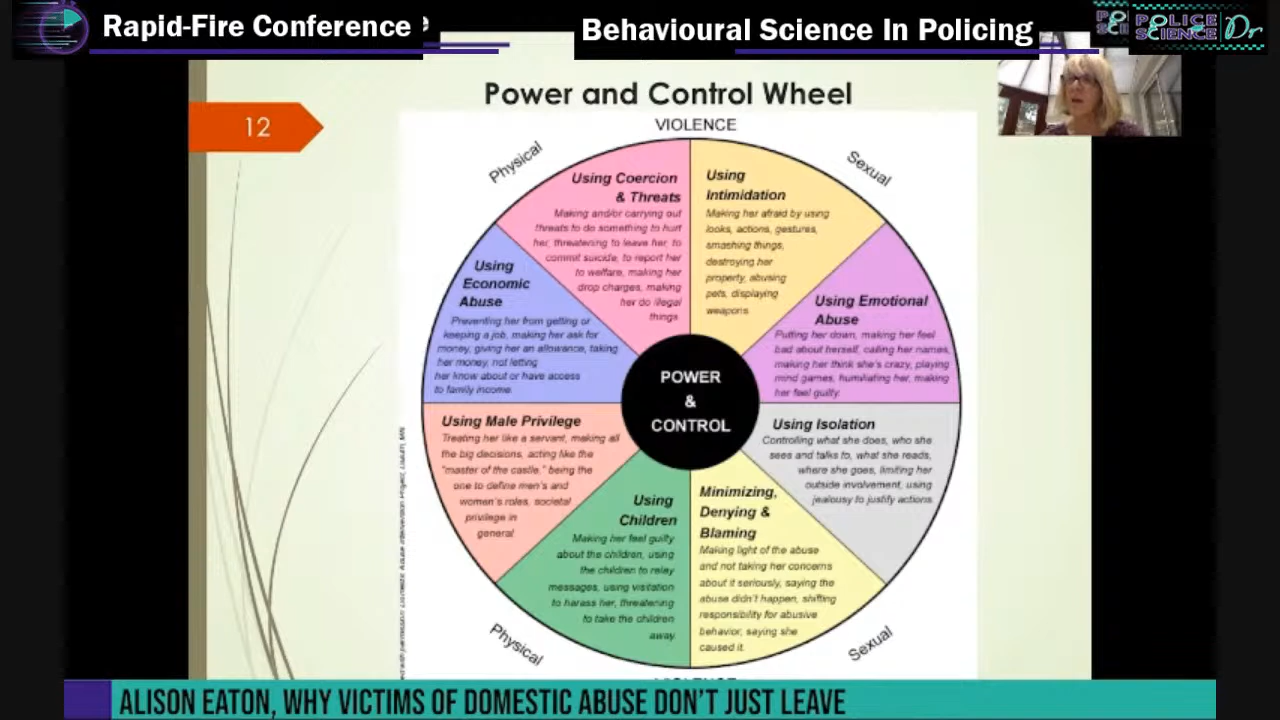 Rapid-Fire Conference
Behavioural Science In Policing
POLICE
SCIENCE
Dr
12
Power and Control Wheel
VIOLENCE
Physical
Sexual
Using Coercion
& Threats
Making and/or carrying out
threats to do something to hurt
her, threatening to leave her, to
commit suicide, to report her
to welfare, making her
drop charges, making
her do illegal
things.
Using
Intimidation
Making her afraid by using
looks, actions, gestures,
smashing things,
destroying her
property, abusing
pets, displaying
weapons.
Using
Economic
Abuse
Preventing her from getting or
keeping a job, making her ask for
money, giving her an allowance, taking
her money, not letting
her know about or have access
to family income.
Using Emotional
Abuse
Putting her down, making her feel
bad about herself, calling her names,
making her think she's crazy, playing
mind games, humiliating her, making
her feel guilty.
POWER
&
CONTROL
Using Male Privilege
Treating her like a servant, making all
the big decisions, acting like the
"master of the castle," being the
one to define men's and
women's roles, societal
privilege in
general
Using Isolation
Controlling what she does, who she
sees and talks to, what she reads,
where she goes, limiting her
outside involvement, using
jealousy to justify actions.
Using
Children
Making her feel guilty
about the children, using
the children to relay
messages, using visitation
to harass her, threatening
to take the children
away
Minimizing,
Denying &
Blaming
Making light of the abuse
and not taking her concerns
about it seriously, saying the
abuse didn't happen, shifting
responsibility for abusive
behavior, saying she
caused it.
Physical
Sexual
ALISON EATON, WHY VICTIMS OF DOMESTIC ABUSE DON'T JUST LEAVE